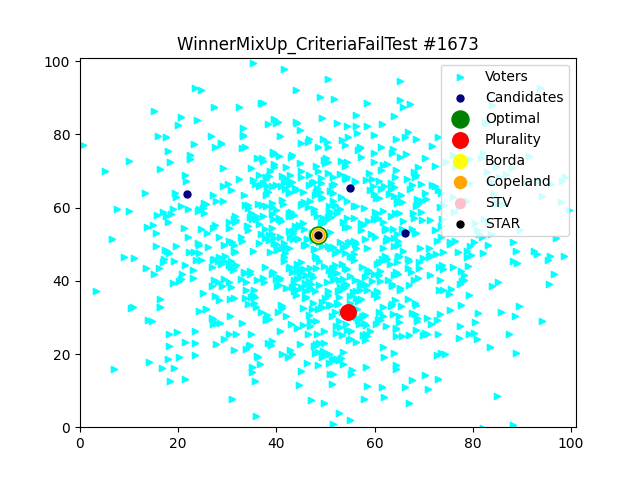 WinnerMixUp_CriteriaFailTest #1673
100
80
60
40
20
0
0
20
40
60
80
100
Voters
Candidates
Optimal
Plurality
Borda
Copeland
STV
STAR